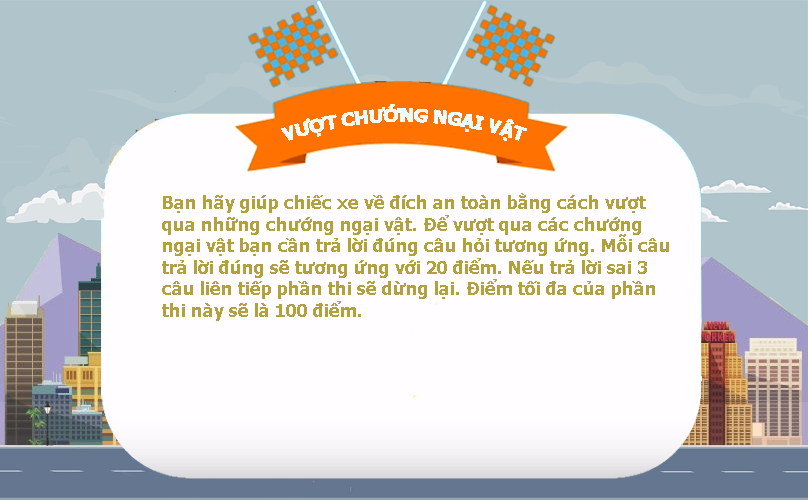 VƯỢT CHƯỚNG NGẠI VẬT
Bạn hãy giúp chiếc xe về đích an toàn bằng cách vượt
qua những chướng ngại vật. Để vượt qua các chướng
ngại vật bạn cần trả lời đúng câu hỏi tương ứng. Mỗi câu
trả lời đúng sẽ tương ứng với 20 điểm. Nếu trả lời sai 3
câu liên tiếp phần thi sẽ dừng lại. Điểm tối đa của phần
thi này sẽ là 100 điểm.